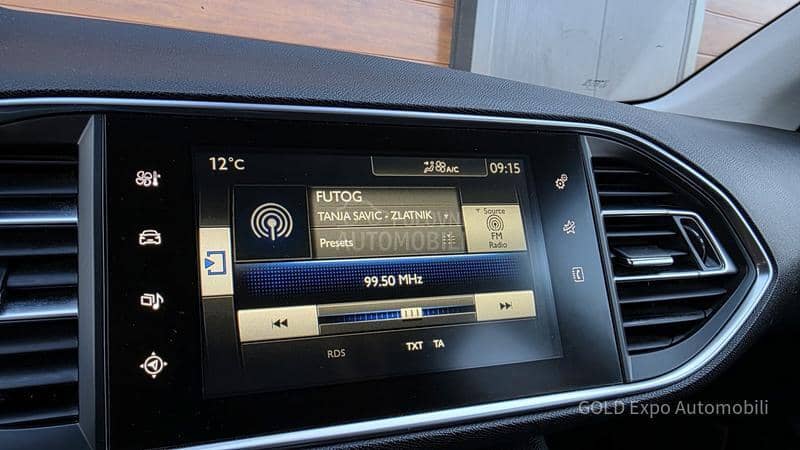 12°C
A/C
09:15
FUTOG
TANJA SAVIC - ZLATNIK
Source
FM
Radio
Presets
AUTOMOBILI
99.50 MHz
RDS
TXT TA
GOLD Expo Automobili